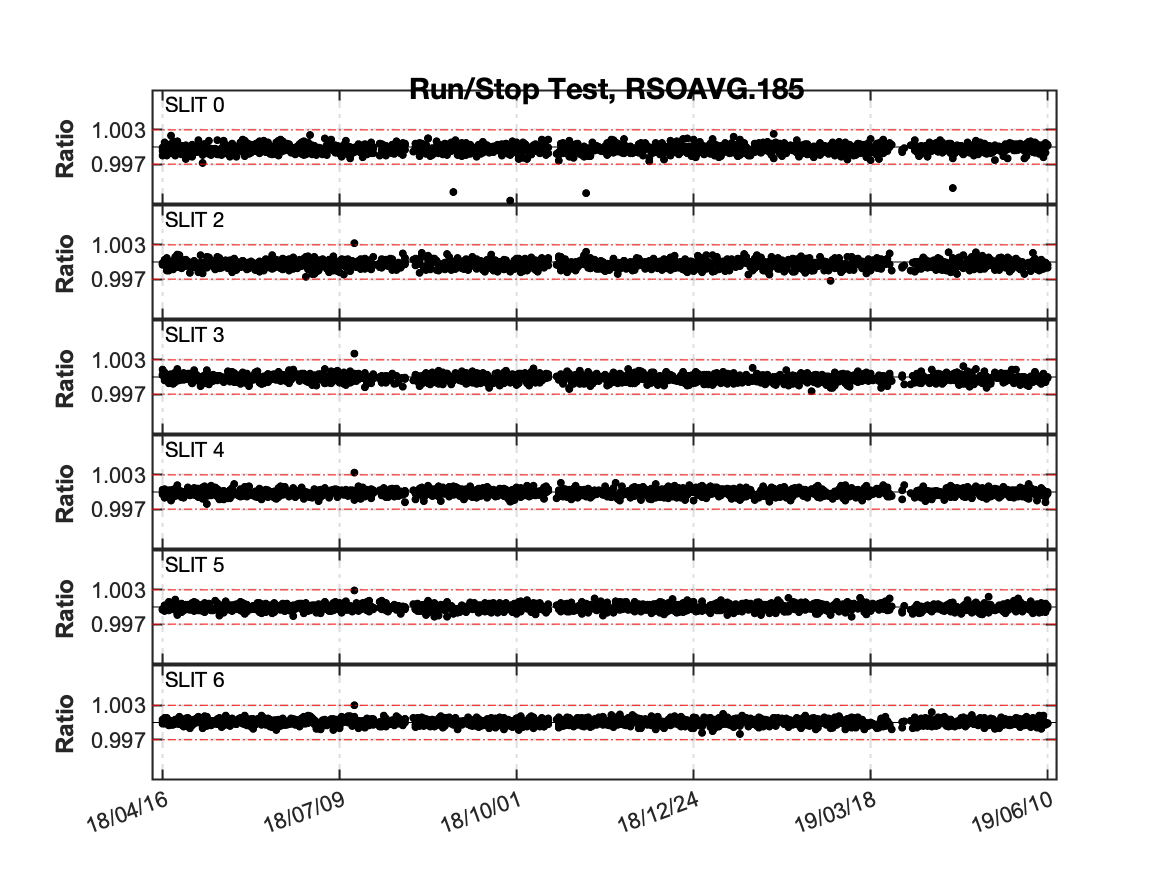 Run/Stop Test, RSOAVG.185
SLIT 0
Ratio
1.003
0.997
SLIT 2
Ratio
1.003
0.997
SLIT 3
Ratio
1.003
0.997
SLIT 4
Ratio
1.003
0.997
SLIT 5
Ratio
1.003
0.997
SLIT 6
Ratio
1.003
0.997
18/04/16 18/07/09 18/10/01 18/12/24 19/03/18 19/06/10